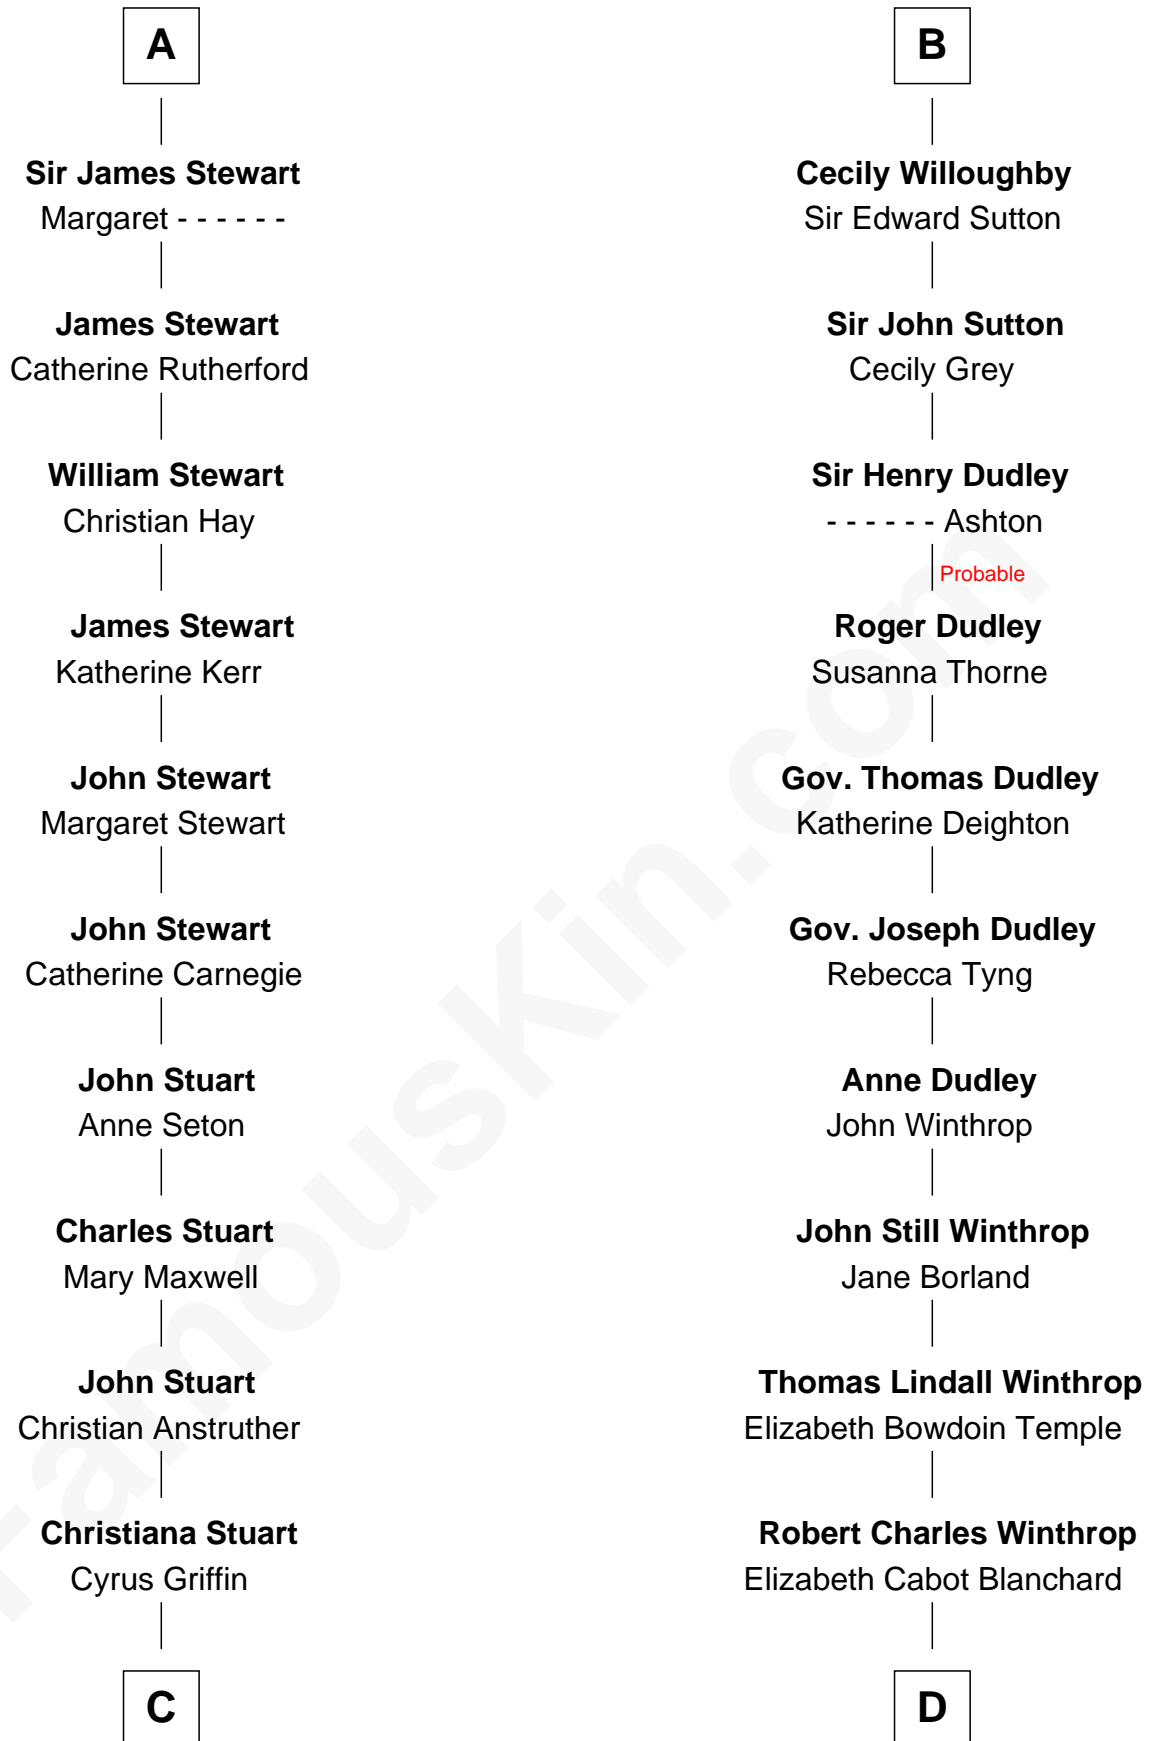 A
Sir James Stewart
Margaret - - - - - -
James Stewart
Catherine Rutherford
William Stewart
Christian Hay
James Stewart
Katherine Kerr
John Stewart
Margaret Stewart
John Stewart
Catherine Carnegie
John Stuart
Anne Seton
Charles Stuart
Mary Maxwell
John Stuart
Christian Anstruther
Christiana Stuart
Cyrus Griffin
C
B
Cecily Willoughby
Sir Edward Sutton
Sir John Sutton
Cecily Grey
Sir Henry Dudley
- - - - - - Ashton
Probable
Roger Dudley
Susanna Thorne
Gov. Thomas Dudley
Katherine Deighton
Gov. Joseph Dudley
Rebecca Tyng
Anne Dudley
John Winthrop
John Still Winthrop
Jane Borland
Thomas Lindall Winthrop
Elizabeth Bowdoin Temple
Robert Charles Winthrop
Elizabeth Cabot Blanchard
D
FamousKin.com